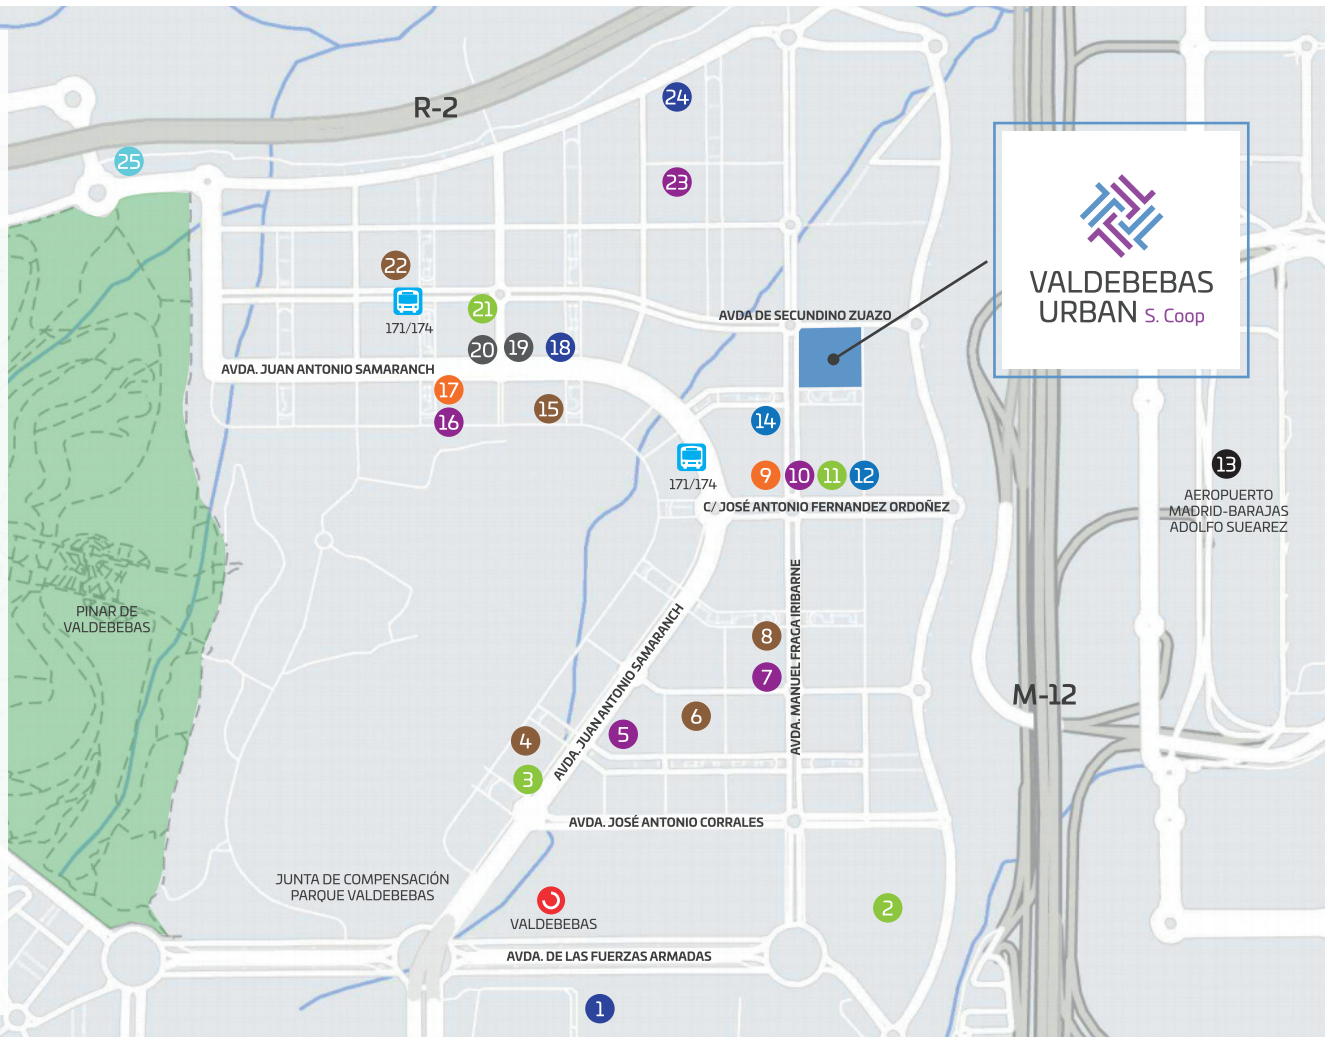 24
R-2
25
23
VALDEBEBAS
URBAN S. Coop
22
171/174
21
AVDA DE SECUNDINO ZUAZO
20
19
18
AVDA. JUAN ANTONIO SAMARANCH
17
16
15
14
171/174
9
10
11
12
13
AEROPUERTO
MADRID-BARAJAS
ADOLFO SUEAREZ
C/ JOSÉ ANTONIO FERNANDEZ ORDOÑEZ
PINAR DE
VALDEBEBAS
AVDA. MANUEL FRAGA IRIBARNE
AVDA. JUAN ANTONIO SAMARANCH
8
7
M-12
6
5
4
3
AVDA. JOSÉ ANTONIO CORRALES
JUNTA DE COMPENSACIÓN
PARQUE VALDEBEBAS
VALDEBEBAS
2
AVDA. DE LAS FUERZAS ARMADAS
1